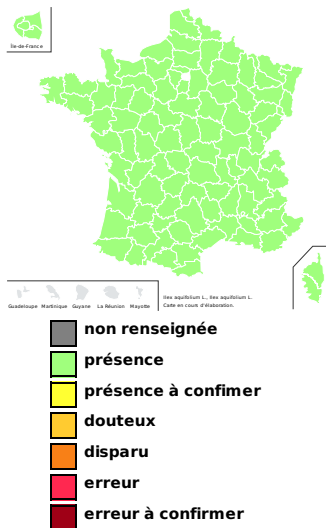 Île-de-France
Guadeloupe Martinique Guyane La Réunion Mayotte
Ilex aquifolium L., Ilex aquifolium L.
Carte en cours d'élaboration.
non renseignée
présence
présence à confimer
douteux
disparu
erreur
erreur à confirmer